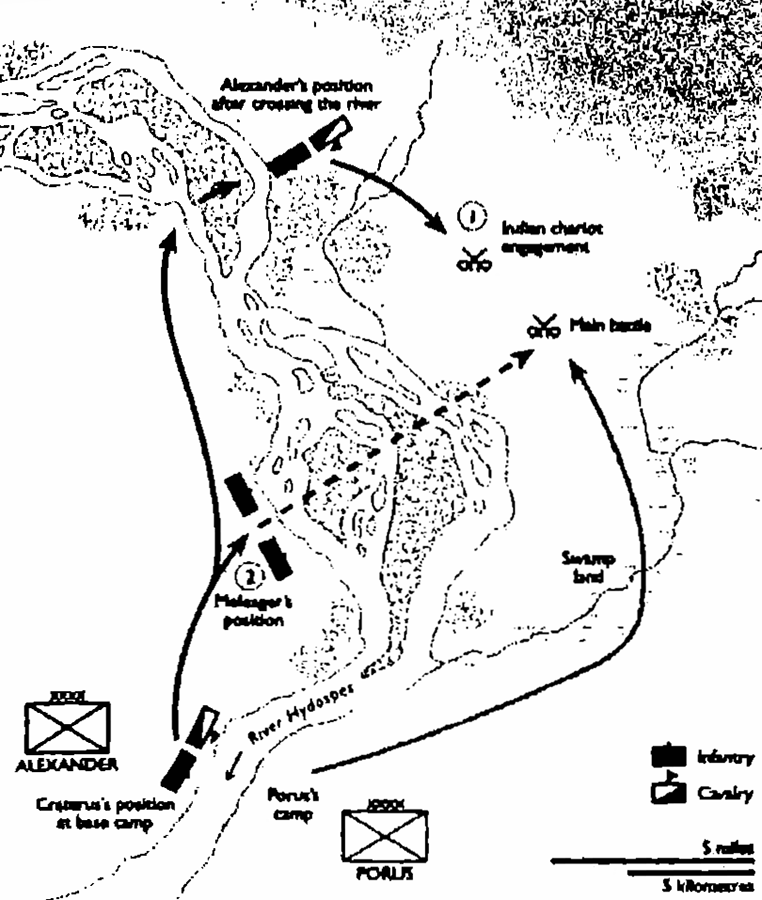 Alexander's position
after crossing the river
1
Indian chariot
engagement
Main battle
2
Meleager's
position
Swamp
land
River Hydospes
XXXX
ALEXANDER
Craterus's position
at base camp
Porus's
camp
XXXX
PORUS
Infantry
Cavalry
5 miles
5 kilometres